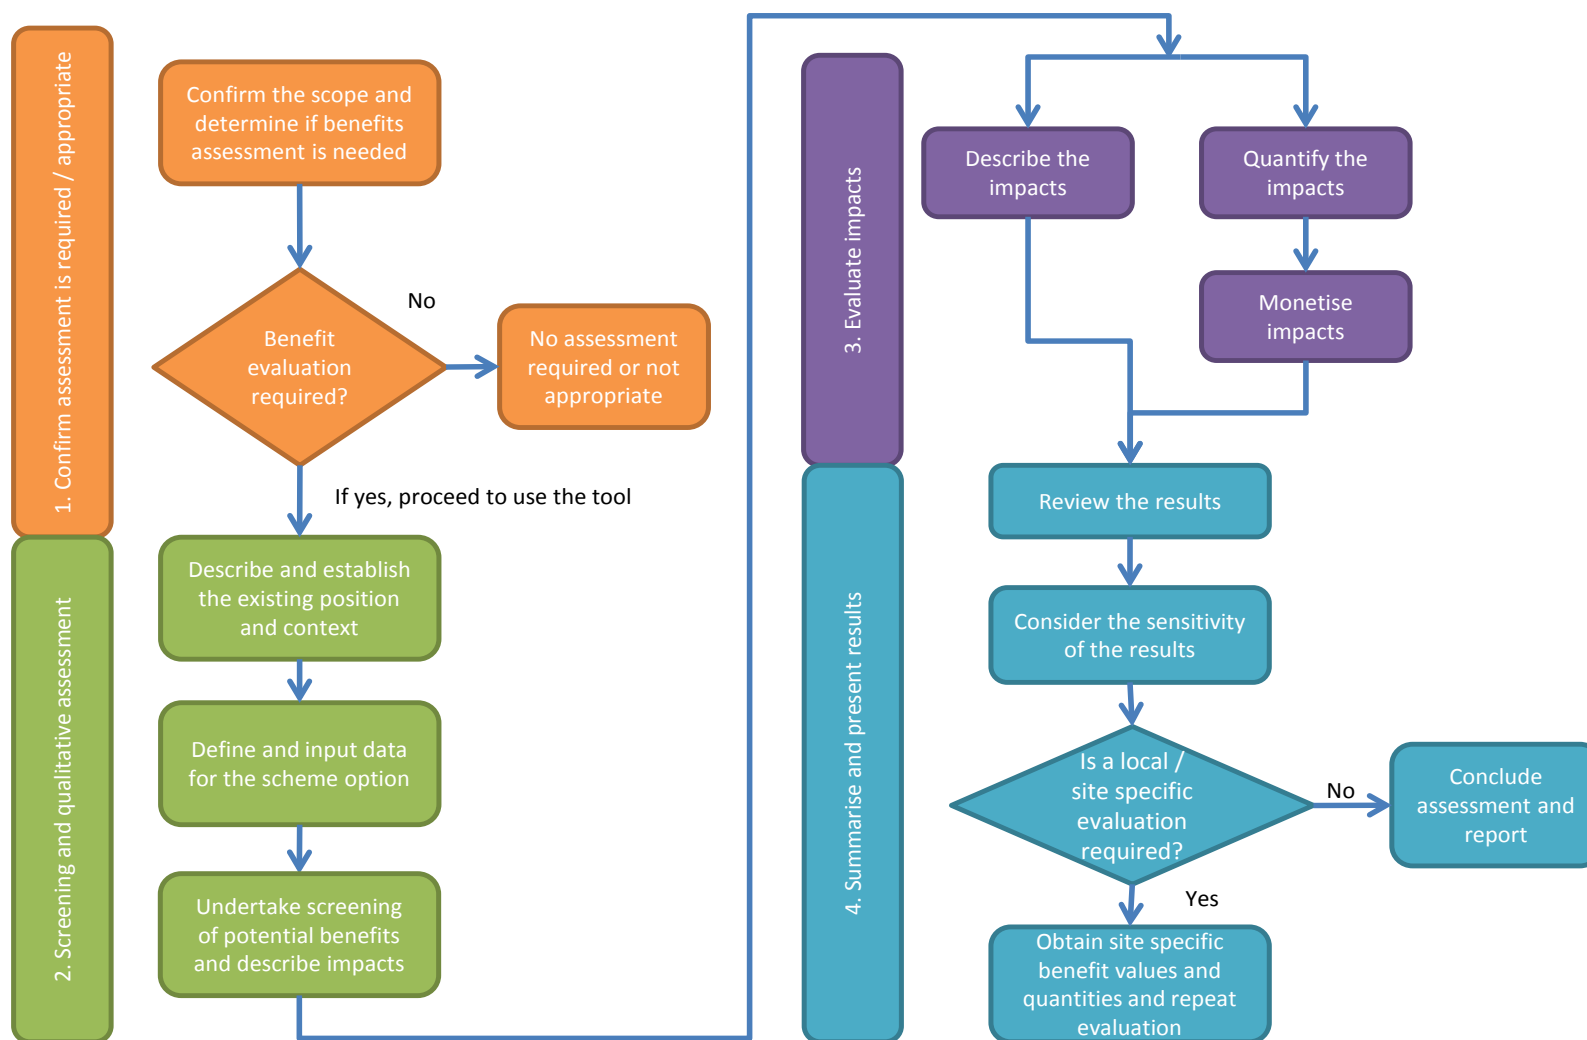 1. Confirm assessment is required / appropriate
Confirm the scope and
determine if benefits
assessment is needed
Benefit
evaluation
required?
No
No assessment
required or not
appropriate
If yes, proceed to use the tool
2. Screening and qualitative assessment
Describe and establish
the existing position
and context
Define and input data
for the scheme option
Undertake screening
of potential benefits
and describe impacts
3. Evaluate impacts
Describe the
impacts
Quantify the
impacts
Monetise
impacts
4. Summarise and present results
Review the results
Consider the sensitivity
of the results
Is a local /
site specific
evaluation
required?
No
Conclude
assessment and
report
Yes
Obtain site specific
benefit values and
quantities and repeat
evaluation